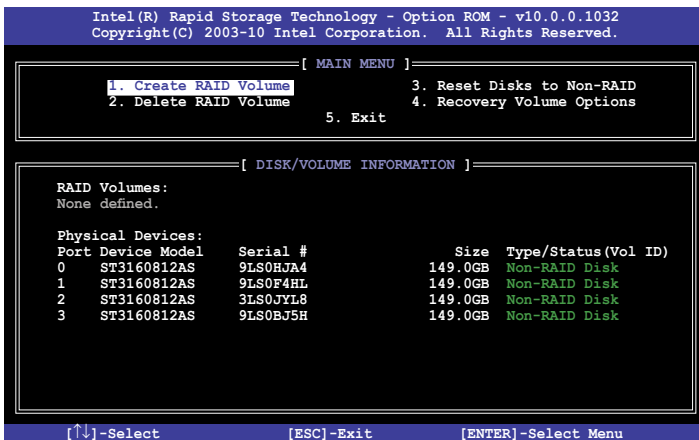 Intel(R) Rapid Storage Technology - Option ROM - v10.0.0.1032
Copyright(C) 2003-10 Intel Corporation.  All Rights Reserved.
[ MAIN MENU ]
1. Create RAID Volume 3. Reset Disks to Non-RAID
2. Delete RAID Volume 4. Recovery Volume Options
5. Exit
[ DISK/VOLUME INFORMATION ]
RAID Volumes:
None defined.
Physical Devices:
Port Device Model Serial # Size Type/Status(Vol ID)
0 ST3160812AS 9LS0HJA4 149.0GB Non-RAID Disk
1 ST3160812AS 9LS0F4HL 149.0GB Non-RAID Disk
2 ST3160812AS 3LS0JYL8 149.0GB Non-RAID Disk
3 ST3160812AS 9LS0BJ5H 149.0GB Non-RAID Disk
[↑↓]-Select [ESC]-Exit [ENTER]-Select Menu